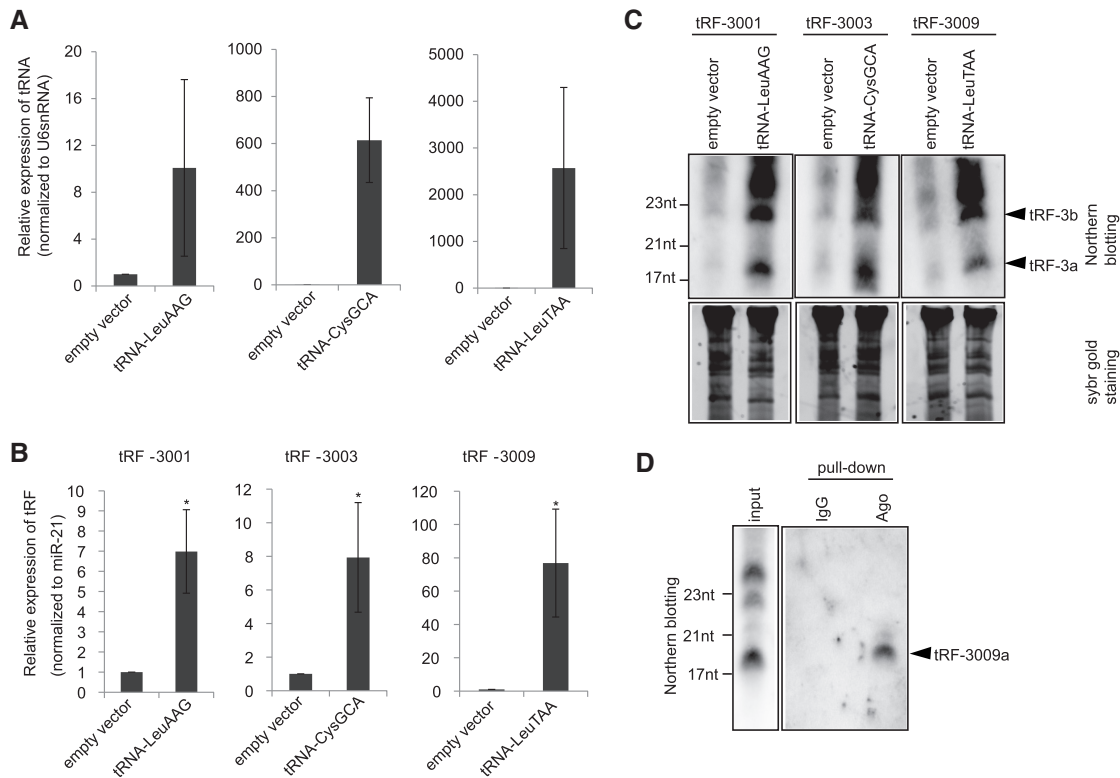 A
Relative expression of tRNA
(normalized to U6snRNA)
20
16
12
8
4
0
empty vector
tRNA-LeuAAG
1000
800
600
400
200
0
empty vector
tRNA-CysGCA
5000
4000
3000
2000
1000
0
empty vector
tRNA-LeuTAA
B
Relative expression of tRF
(normalized to miR-21)
tRF -3001
10
9
8
7
6
5
4
3
2
1
0
*
empty vector
tRNA-LeuAAG
tRF -3003
12
10
8
6
4
2
0
*
empty vector
tRNA-CysGCA
tRF -3009
120
100
80
60
40
20
0
*
empty vector
tRNA-LeuTAA
C
tRF-3001
tRF-3003
tRF-3009
empty vector
tRNA-LeuAAG
empty vector
tRNA-CysGCA
empty vector
tRNA-LeuTAA
23nt
21nt
17nt
tRF-3b
tRF-3a
Northern
blotting
sybr gold
staining
D
pull-down
input
IgG
Ago
Northern blotting
23nt
21nt
17nt
tRF-3009a